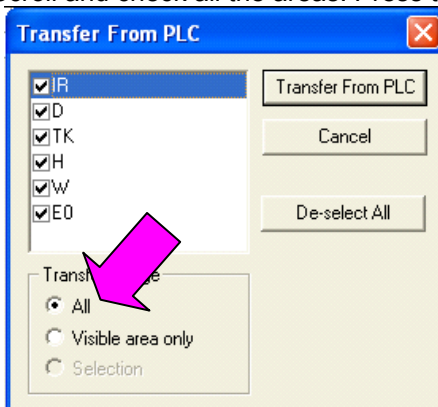 Transfer From PLC
IR
D
TK
H
W
E0
Transfer From PLC
Cancel
De-select All
All
Visible area only
Selection